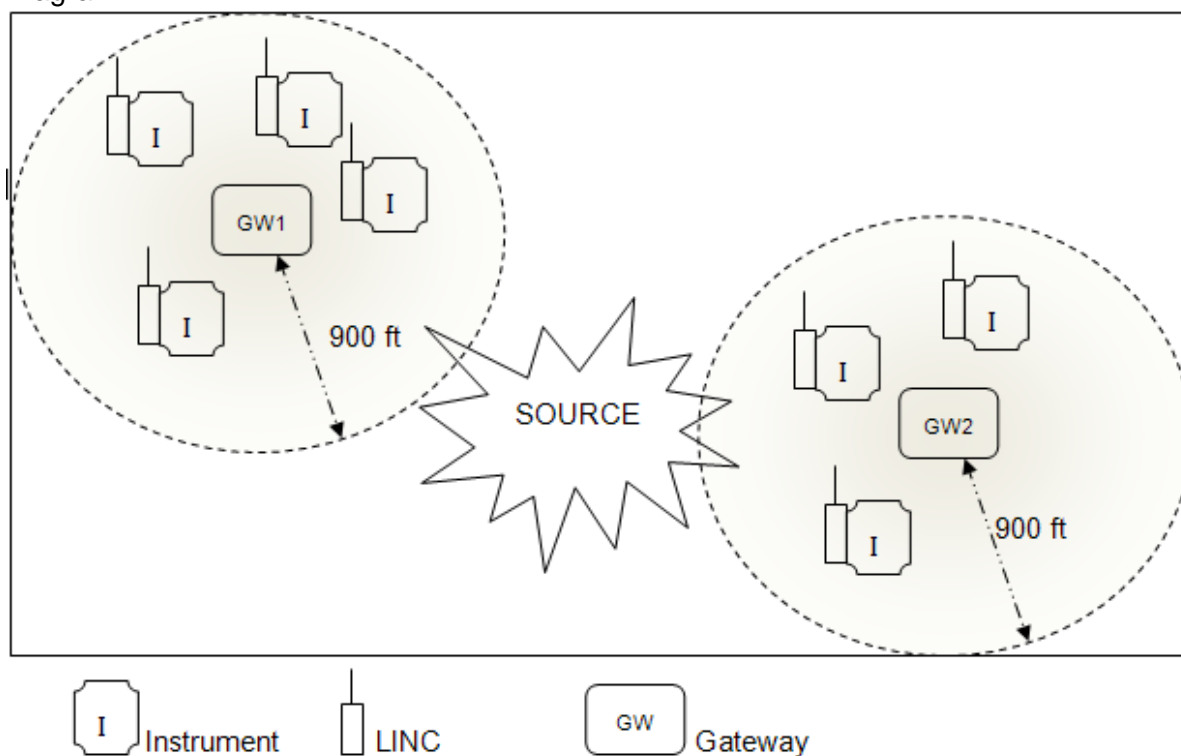 I
I
I
GW1
I
900 ft
I
I
SOURCE
GW2
I
900 ft
I Instrument
LINC
GW Gateway